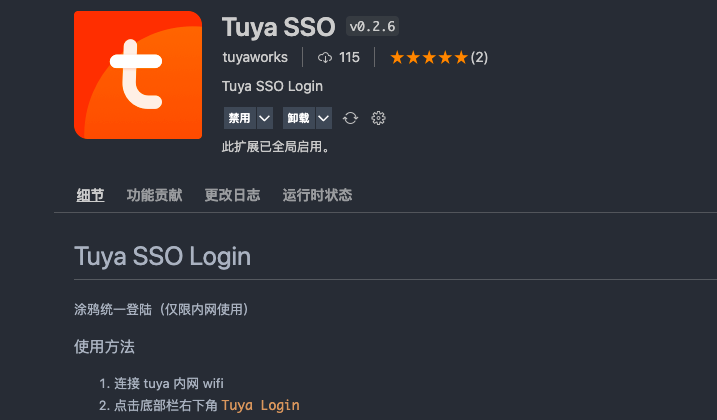 Tuya SSO v0.2.6
tuyaworks 115 (2)
Tuya SSO Login
禁用 卸载
此扩展已全局启用。
细节 功能贡献 更改日志 运行时状态
Tuya SSO Login
涂鸦统一登陆（仅限内网使用）
使用方法
1. 连接 tuya 内网 wifi
2. 点击底部栏右下角 Tuya Login